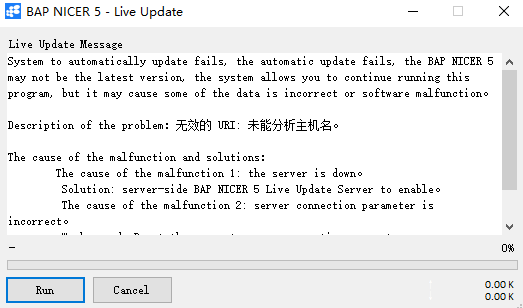 BAP NICER 5 - Live Update
Live Update Message
System to automatically update fails, the automatic update fails, the BAP NICER 5
may not be the latest version, the system allows you to continue running this
program, but it may cause some of the data is incorrect or software malfunction。
Description of the problem: 无效的 URI: 未能分析主机名。
The cause of the malfunction and solutions:
The cause of the malfunction 1: the server is down。
Solution: server-side BAP NICER 5 Live Update Server to enable。
The cause of the malfunction 2: server connection parameter is
incorrect。
-
0%
Run
Cancel
0.00 K
0.00 K